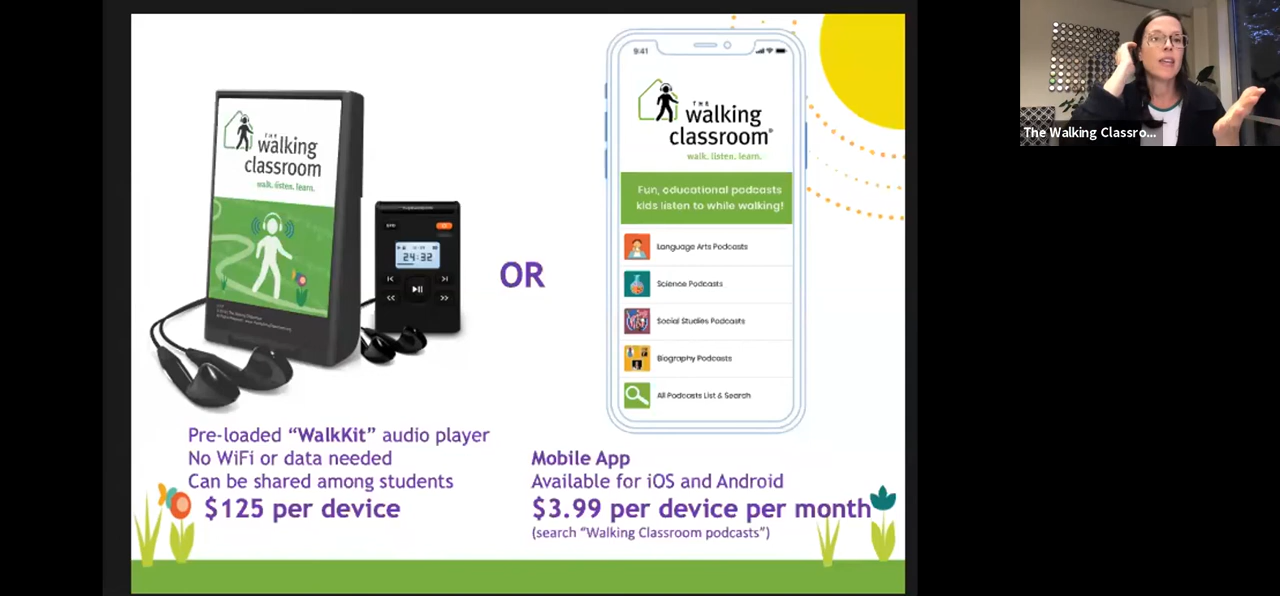 THE
walking
classroom
walk. listen. learn.
24:32
OR
9:41
THE
walking
classroom®
walk. listen. learn.
Fun, educational podcasts
kids listen to while walking!
Language Arts Podcasts
Science Podcasts
Social Studies Podcasts
Biography Podcasts
All Podcasts List & Search
Pre-loaded “WalkKit” audio player
No WiFi or data needed
Can be shared among students
$125 per device
Mobile App
Available for iOS and Android
$3.99 per device per month
(search “Walking Classroom podcasts”)
The Walking Classro...